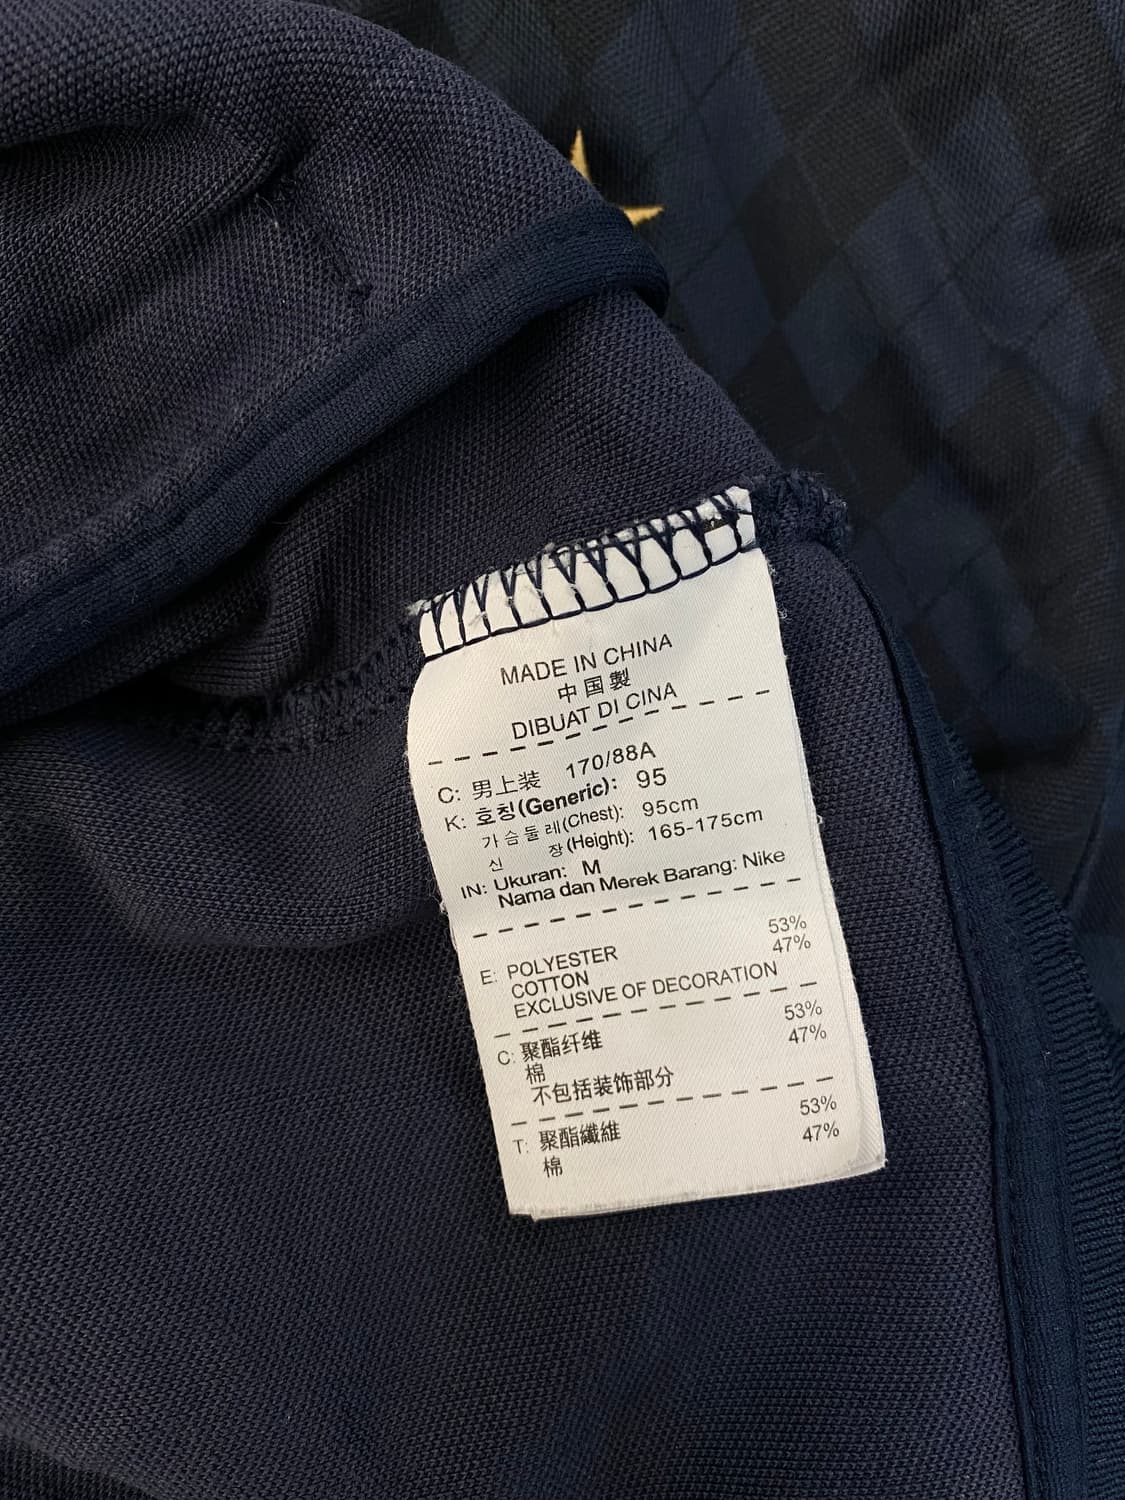 MADE IN CHINA
中国製
DIBUAT DI CINA
C: 男上装 170/88A
K: 호칭(Generic): 95
가슴둘레(Chest): 95cm
신 장(Height): 165-175cm
IN: Ukuran: M
Nama dan Merek Barang: Nike
E: POLYESTER 53%
COTTON 47%
EXCLUSIVE OF DECORATION
C: 聚酯纤维 53%
棉 47%
不包括装饰部分
T: 聚酯纖維 53%
棉 47%